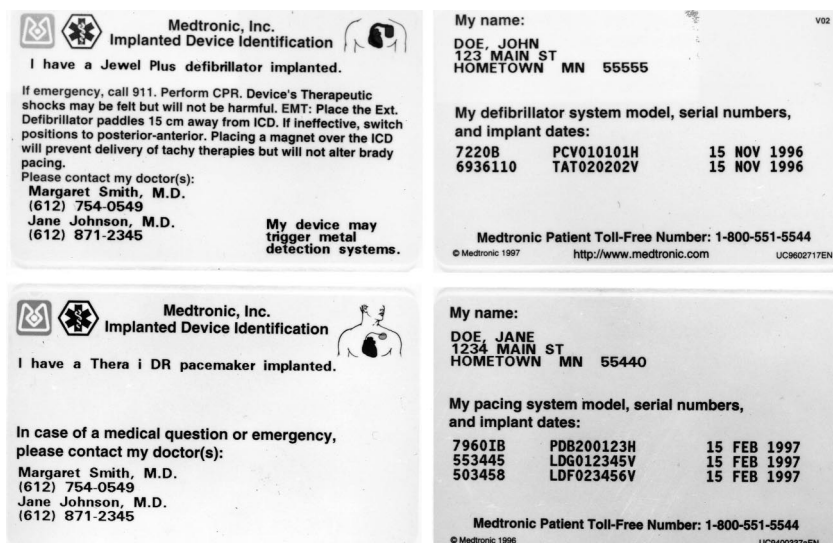 Medtronic, Inc.
Implanted Device Identification
I have a Jewel Plus defibrillator implanted.
If emergency, call 911. Perform CPR. Device's Therapeutic
shocks may be felt but will not be harmful. EMT: Place the Ext.
Defibrillator paddles 15 cm away from ICD. If ineffective, switch
positions to posterior-anterior. Placing a magnet over the ICD
will prevent delivery of tachy therapies but will not alter brady
pacing.
Please contact my doctor(s):
Margaret Smith, M.D.
(612) 754-0549
Jane Johnson, M.D.
(612) 871-2345
My device may
trigger metal
detection systems.
My name:
V02
DOE, JOHN
123 MAIN ST
HOMETOWN MN 55555
My defibrillator system model, serial numbers,
and implant dates:
7220B PCV010101H 15 NOV 1996
6936110 TAT020202V 15 NOV 1996
Medtronic Patient Toll-Free Number: 1-800-551-5544
© Medtronic 1997 http://www.medtronic.com UC9602717EN
Medtronic, Inc.
Implanted Device Identification
I have a Thera i DR pacemaker implanted.
In case of a medical question or emergency,
please contact my doctor(s):
Margaret Smith, M.D.
(612) 754-0549
Jane Johnson, M.D.
(612) 871-2345
My name:
DOE, JANE
1234 MAIN ST
HOMETOWN MN 55440
My pacing system model, serial numbers,
and implant dates:
7960IB PDB200123H 15 FEB 1997
553445 LDG012345V 15 FEB 1997
503458 LDF023456V 15 FEB 1997
Medtronic Patient Toll-Free Number: 1-800-551-5544
© Medtronic 1996